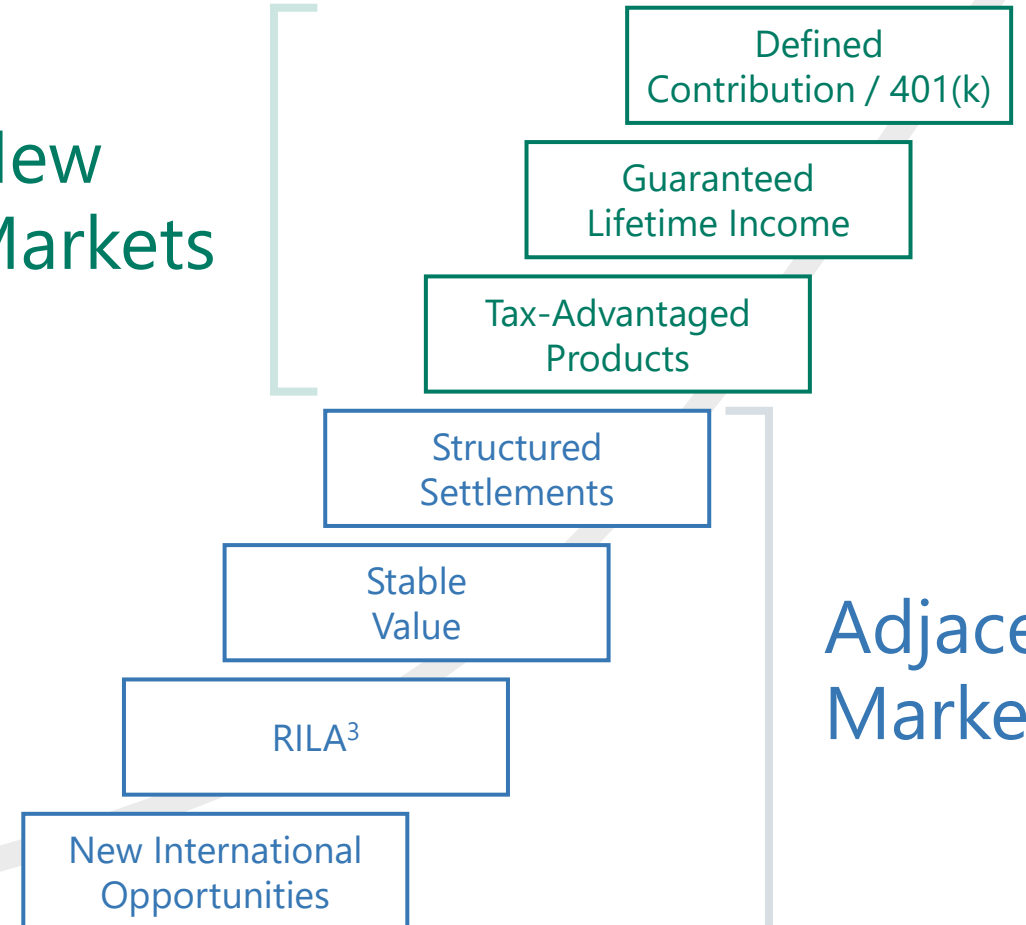 Defined
Contribution / 401(k)
Guaranteed
Lifetime Income
New
Markets
Tax-Advantaged
Products
Structured
Settlements
Stable
Value
Adjace
Marke
RILA³
New International
Opportunities